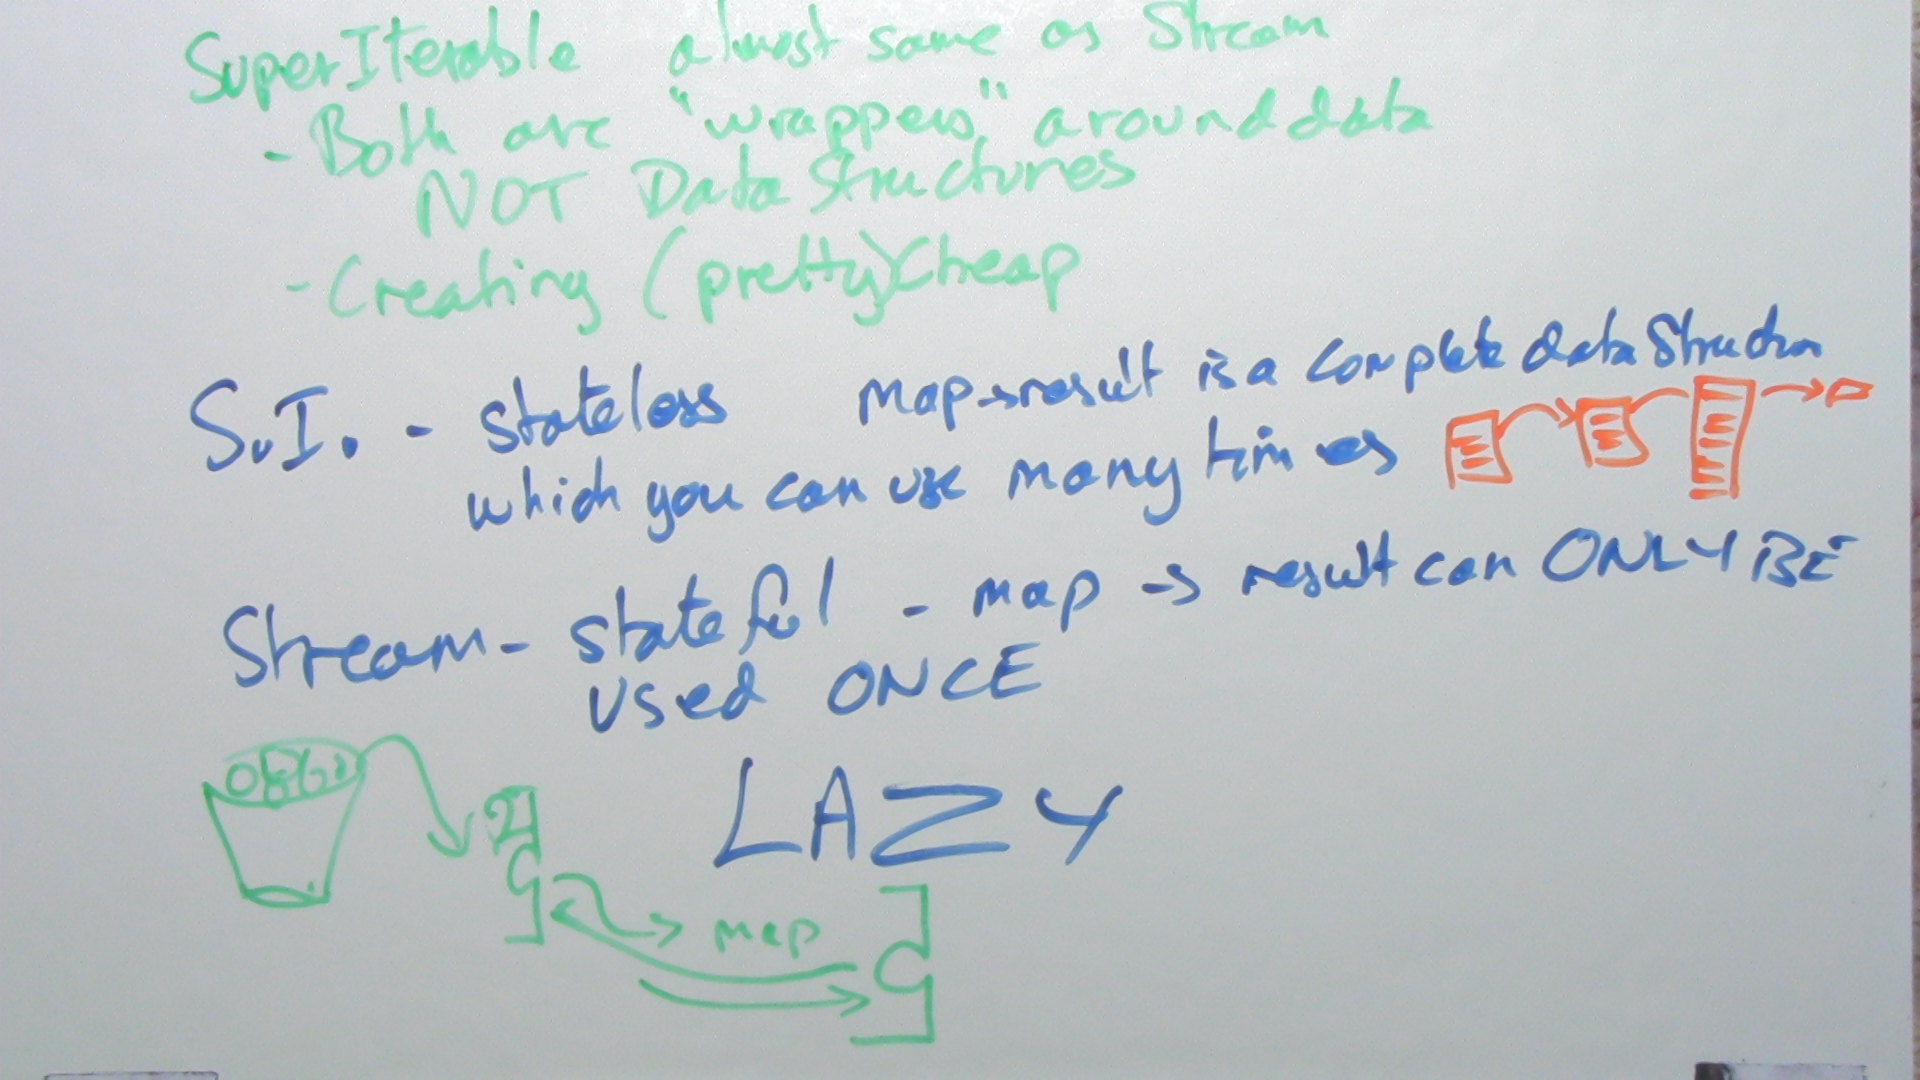 SuperIterable almost same as Stream
- Both are "wrappers" around data
NOT Data Structures
- Creating (pretty) Cheap
S.I. - stateless map→result is a complete data Structure
which you can use many times
Stream - stateful - map → result can ONLY BE
used ONCE
LAZY
map